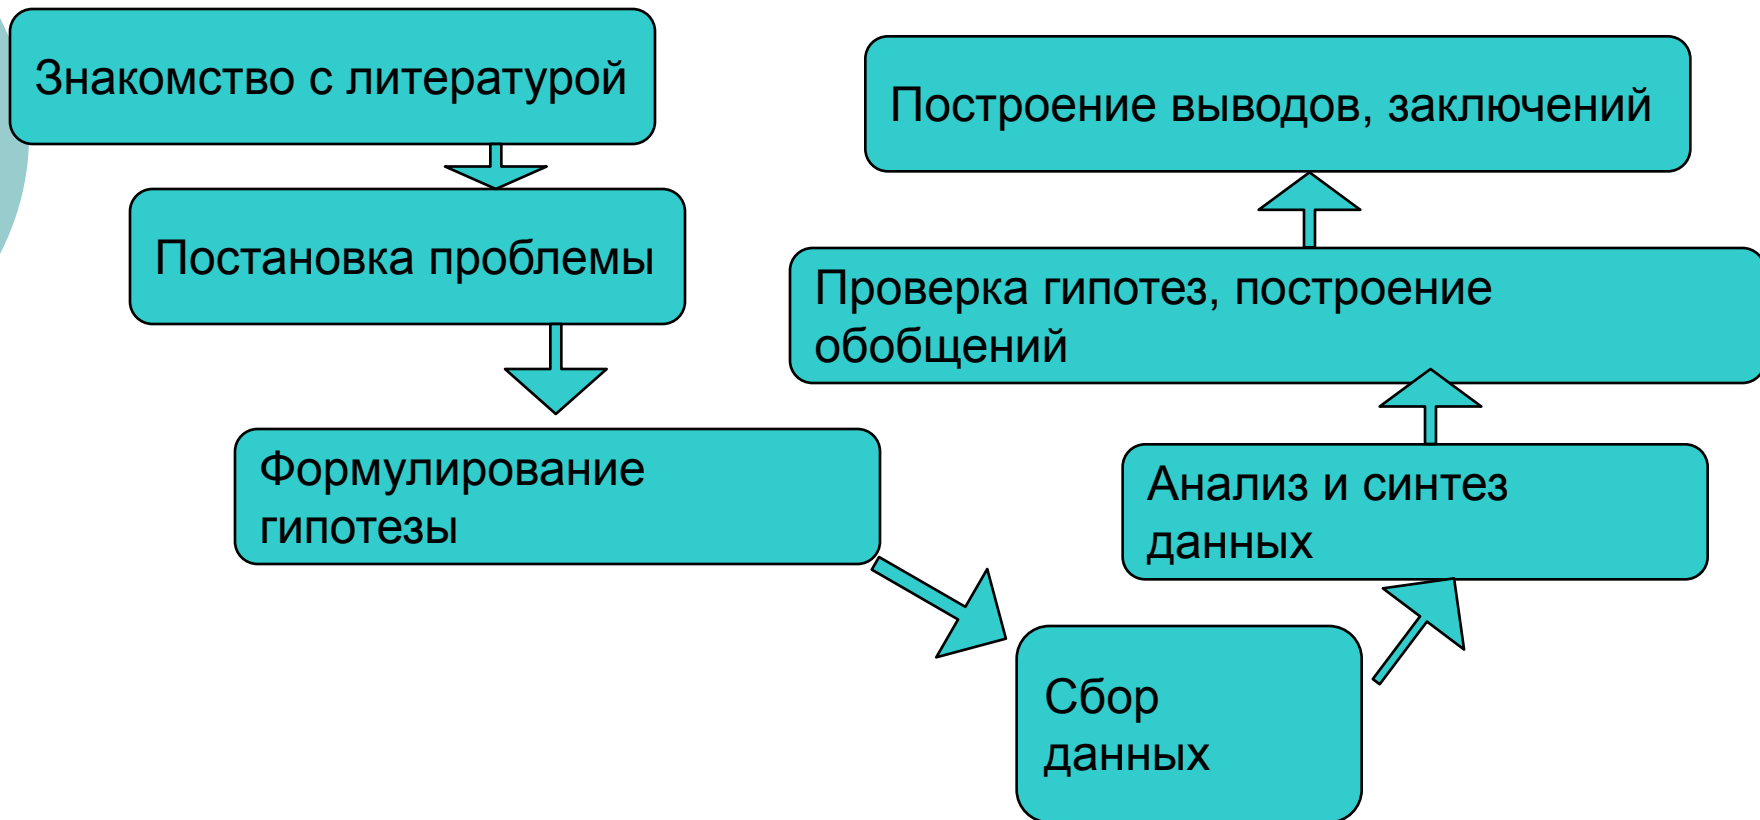 Знакомство с литературой
Постановка проблемы
Формулирование
гипотезы
Сбор
данных
Анализ и синтез
данных
Проверка гипотез, построение
обобщений
Построение выводов, заключений